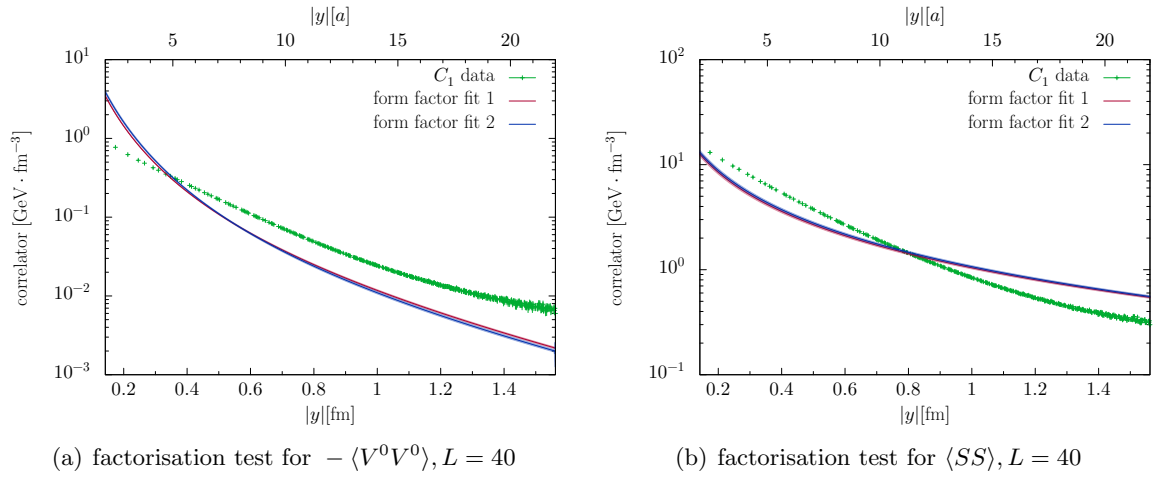 |y|[a]
5 10 15 20
10^1
10^0
10^{-1}
10^{-2}
10^{-3}
correlator [GeV · fm^{-3}]
C_1 data
form factor fit 1
form factor fit 2
0.2 0.4 0.6 0.8 1 1.2 1.4
|y|[fm]
(a) factorisation test for − ⟨V^0V^0⟩, L = 40
|y|[a]
5 10 15 20
10^2
10^1
10^0
10^{-1}
correlator [GeV · fm^{-3}]
C_1 data
form factor fit 1
form factor fit 2
0.2 0.4 0.6 0.8 1 1.2 1.4
|y|[fm]
(b) factorisation test for ⟨SS⟩, L = 40